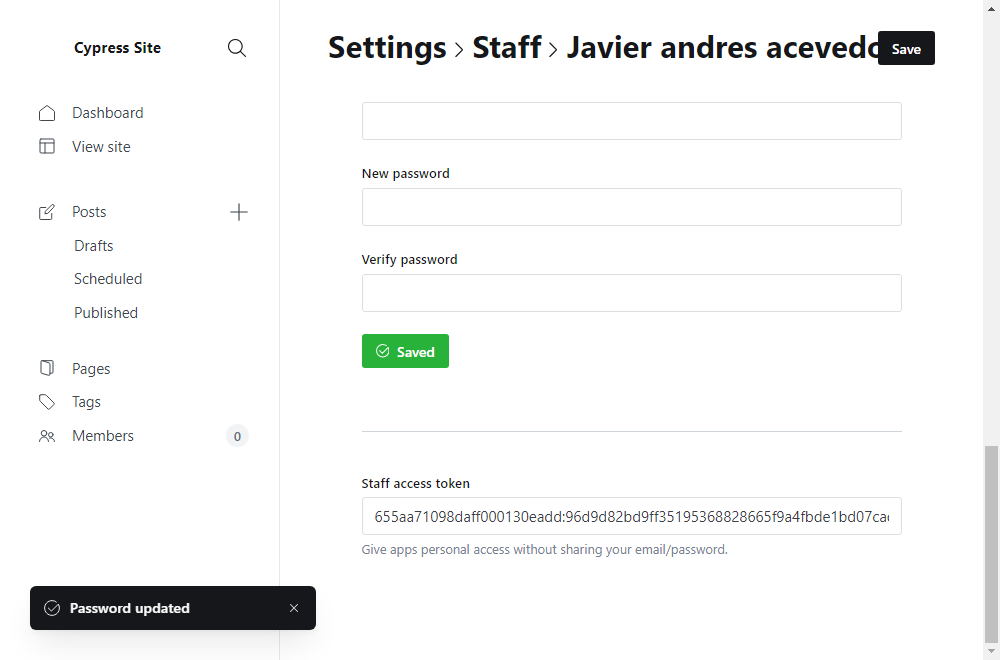 Cypress Site
Dashboard
View site
Posts
Drafts
Scheduled
Published
Pages
Tags
Members
0
Settings > Staff > Javier andres acevedo
Save
New password
Verify password
Saved
Staff access token
655aa71098daff000130eadd:96d9d82bd9ff35195368828665f9a4fbde1bd07cac
Give apps personal access without sharing your email/password.
Password updated